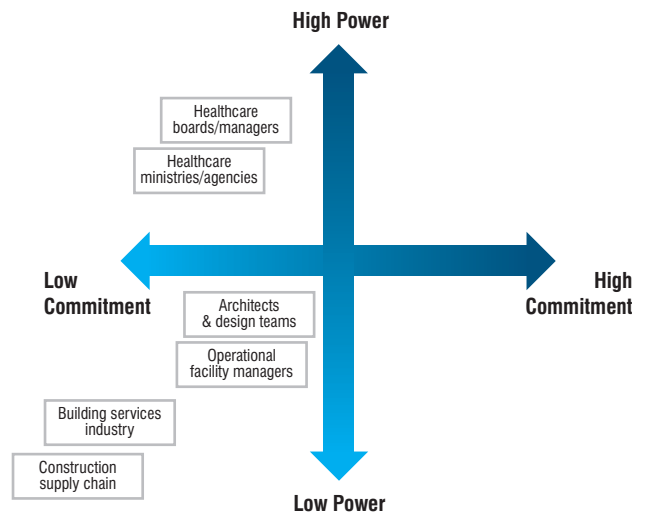 High Power
Healthcare
boards/managers
Healthcare
ministries/agencies
Low
Commitment
High
Commitment
Architects
& design teams
Operational
facility managers
Building services
industry
Construction
supply chain
Low Power